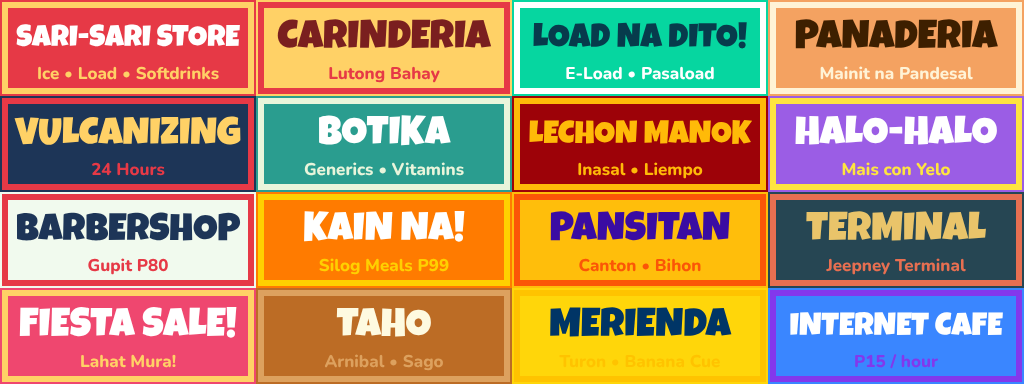 SARI-SARI STORE
Ice • Load • Softdrinks
CARINDERIA
Lutong Bahay
LOAD NA DITO!
E-Load • Pasaload
PANADERIA
Mainit na Pandesal
VULCANIZING
24 Hours
BOTIKA
Generics • Vitamins
LECHON MANOK
Inasal • Liempo
HALO-HALO
Mais con Yelo
BARBERSHOP
Gupit P80
KAIN NA!
Silog Meals P99
PANSITAN
Canton • Bihon
TERMINAL
Jeepney Terminal
FIESTA SALE!
Lahat Mura!
TAHO
Arnibal • Sago
MERIENDA
Turon • Banana Cue
INTERNET CAFE
P15 / hour